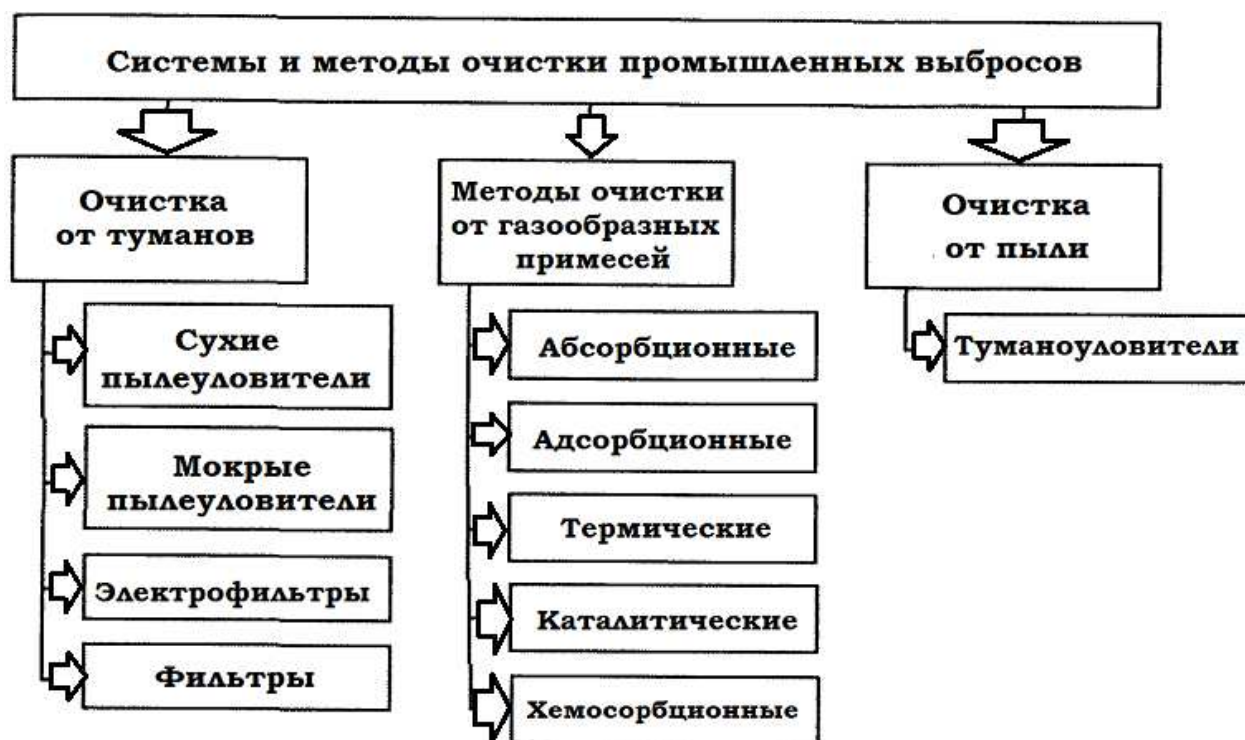 Системы и методы очистки промышленных выбросов
Очистка
от туманов
Сухие
пылеуловители
Мокрые
пылеуловители
Электрофильтры
Фильтры
Методы очистки
от газообразных
примесей
Абсорбционные
Адсорбционные
Термические
Каталитические
Хемосорбционные
Очистка
от пыли
Туманоуловители